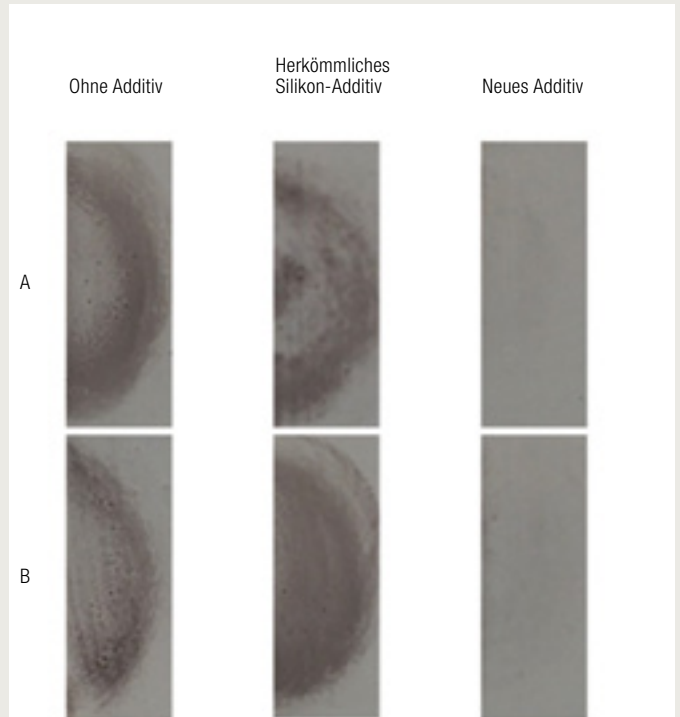 Ohne Additiv
Herkömmliches
Silikon-Additiv
Neues Additiv
A
B